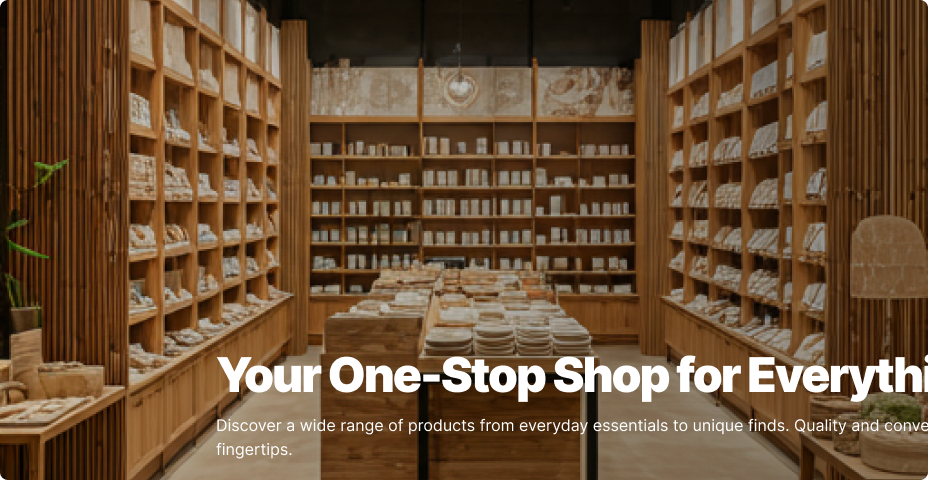 Your One-Stop Shop for Everythi
Discover a wide range of products from everyday essentials to unique finds. Quality and conve
fingertips.